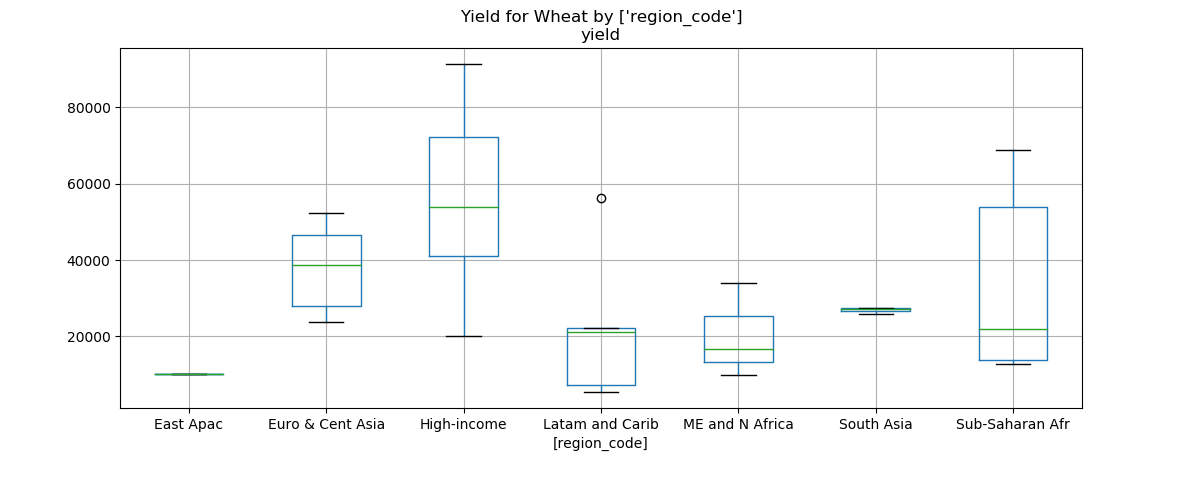 Yield for Wheat by ['region_code']
yield
80000
60000
40000
20000
East Apac Euro & Cent Asia High-income Latam and Carib ME and N Africa South Asia Sub-Saharan Afr
[region_code]